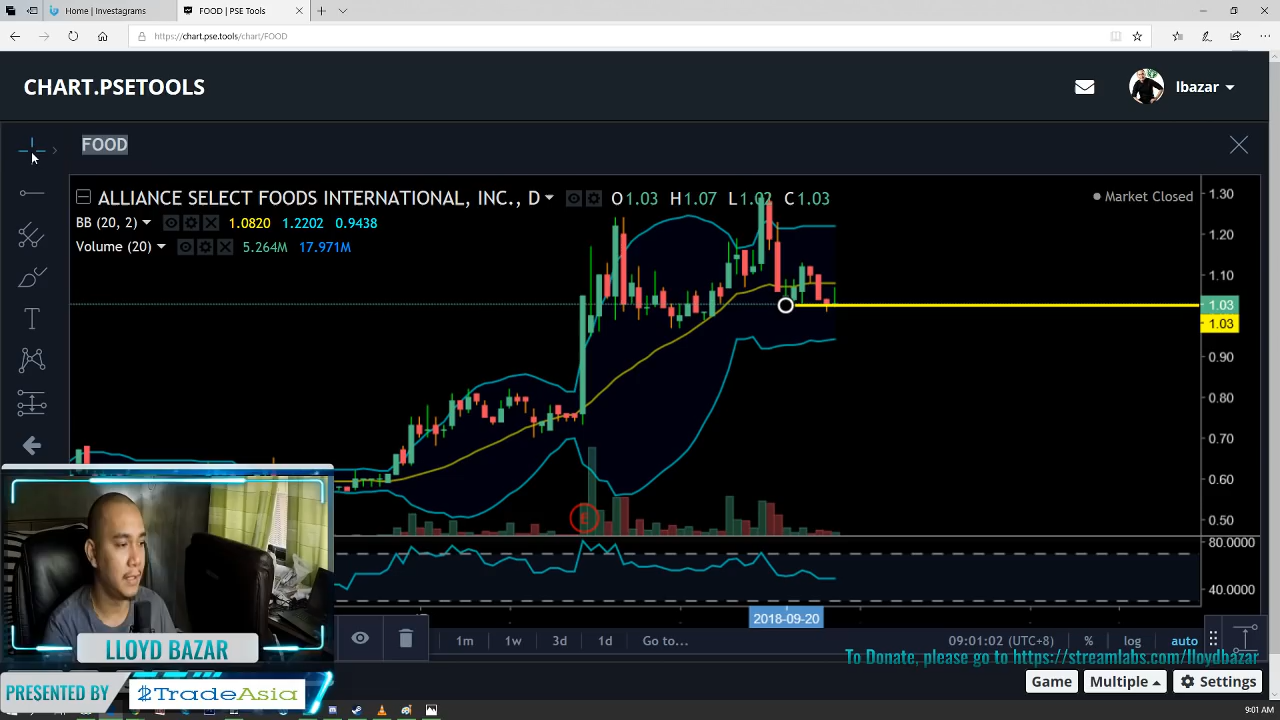 Home | Investagrams
FOOD | PSE Tools
https://chart.pse.tools/chart/FOOD
CHART.PSETOOLS
lbazar
FOOD
ALLIANCE SELECT FOODS INTERNATIONAL, INC., D
O1.03 H1.07 L1.02 C1.03
Market Closed
BB (20, 2) 1.0820 1.2202 0.9438
Volume (20) 5.264M 17.971M
1.30
1.20
1.10
1.03
1.03
0.90
0.80
0.70
0.60
0.50
80.0000
40.0000
E
2018-09-20
1m 1w 3d 1d Go to...
09:01:02 (UTC+8) % log auto
LLOYD BAZAR
To Donate, please go to https://streamlabs.com/lloydbazar
PRESENTED BY TradeAsia
Game Multiple Settings
9:01 AM